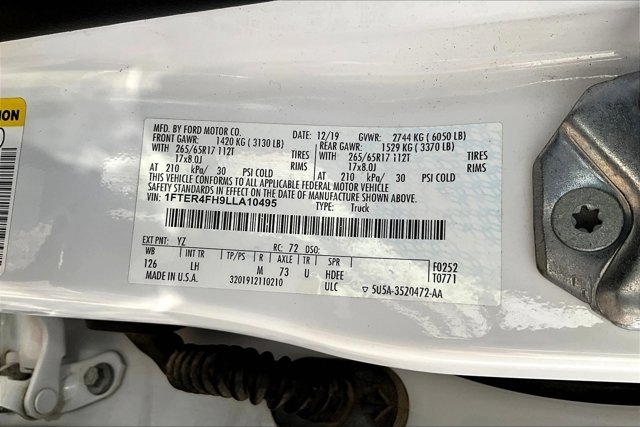 ION
MFD. BY FORD MOTOR CO. DATE: 12/19 GVWR: 2744 KG ( 6050 LB)
FRONT GAWR: 1420 KG ( 3130 LB) REAR GAWR: 1529 KG ( 3370 LB)
WITH 265/65R17 112T TIRES WITH 265/65R17 112T TIRES
17x8.0J RIMS 17x8.0J RIMS
AT 210 kPa/ 30 PSI COLD AT 210 kPa/ 30 PSI COLD
THIS VEHICLE CONFORMS TO ALL APPLICABLE FEDERAL MOTOR VEHICLE
SAFETY STANDARDS IN EFFECT ON THE DATE OF MANUFACTURE SHOWN ABOVE.
VIN: 1FTER4FH9LLA10495 TYPE: Truck
EXT PNT: YZ RC: 72 DSO:
WB INT TR TP/PS R AXLE TR SPR F0252
126 LH M 73 U HDEE T0771
MADE IN U.S.A. 3201912110210 ULC ▽ 5U5A-3520472-AA